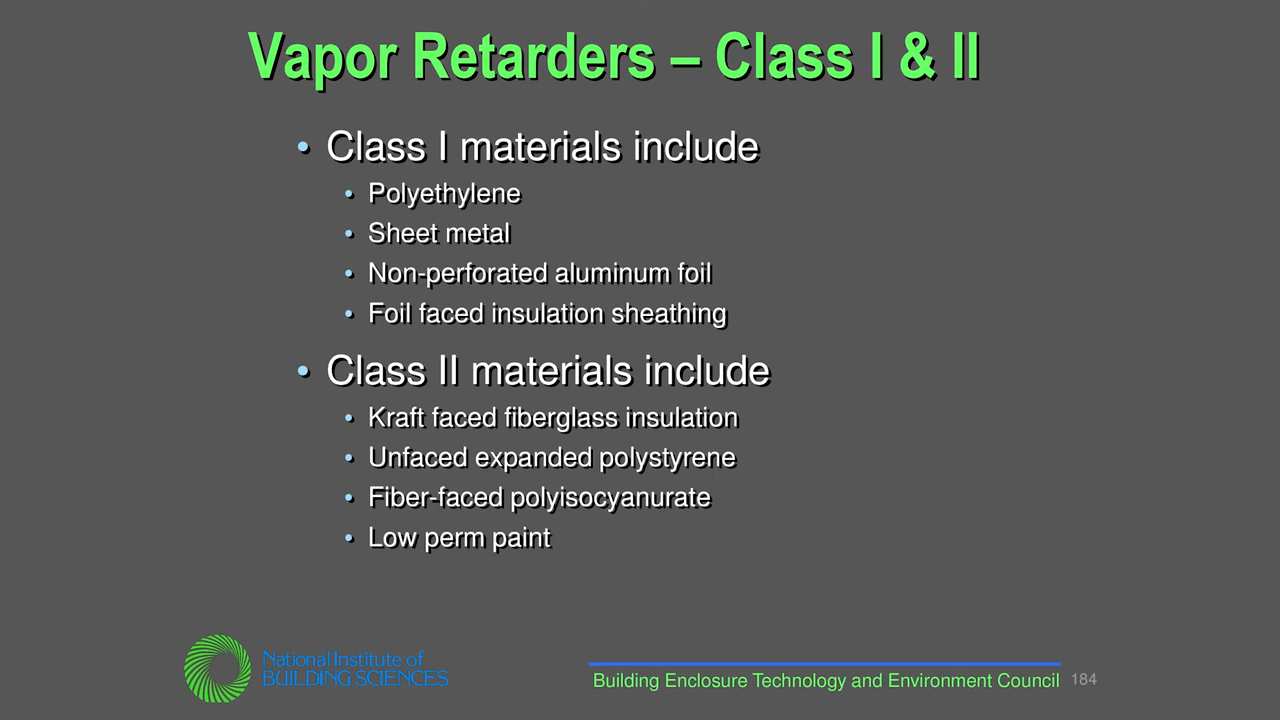 Vapor Retarders – Class I & II
• Class I materials include
• Polyethylene
• Sheet metal
• Non-perforated aluminum foil
• Foil faced insulation sheathing
• Class II materials include
• Kraft faced fiberglass insulation
• Unfaced expanded polystyrene
• Fiber-faced polyisocyanurate
• Low perm paint
National Institute of
BUILDING SCIENCES
Building Enclosure Technology and Environment Council 184